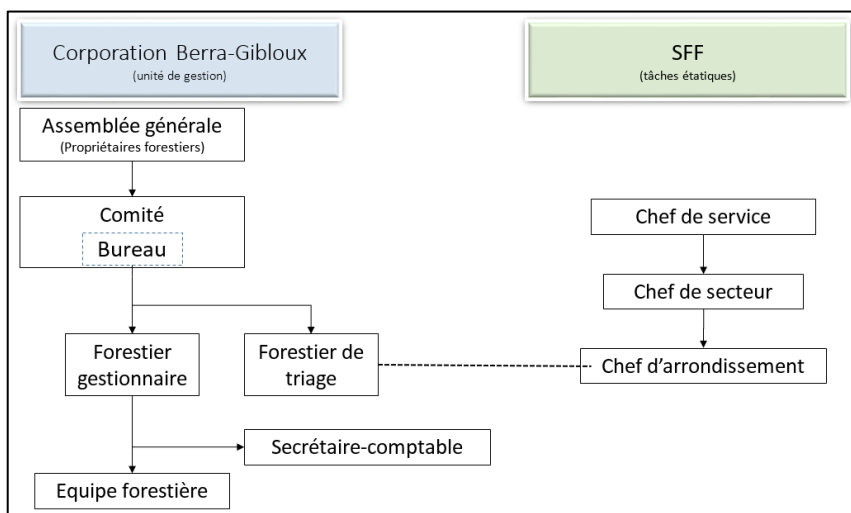 Corporation Berra-Gibloux
(unité de gestion)
SFF
(tâches étatiques)
Assemblée générale
(Propriétaires forestiers)
Comité
Bureau
Chef de service
Chef de secteur
Forestier
gestionnaire
Forestier de
triage
Chef d’arrondissement
Secrétaire-comptable
Equipe forestière